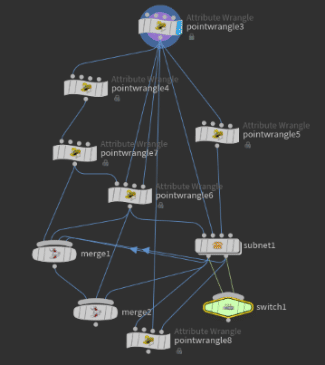 Attribute Wrangle
pointwrangle3
Attribute Wrangle
pointwrangle4
Attribute Wrangle
pointwrangle5
Attribute Wrangle
pointwrangle7
Attribute Wrangle
pointwrangle6
merge1
subnet1
merge2
switch1
Attribute Wrangle
pointwrangle8